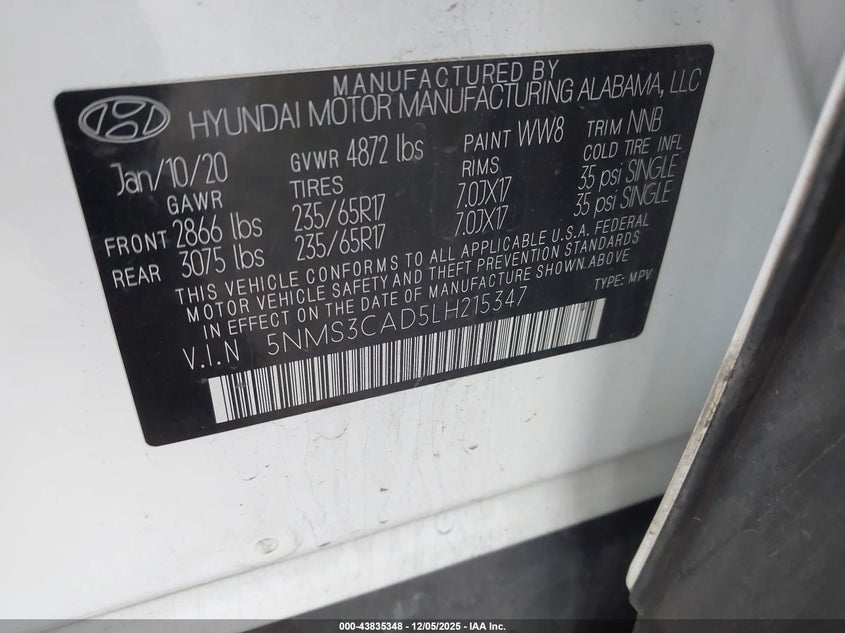 MANUFACTURED BY
HYUNDAI MOTOR MANUFACTURING ALABAMA, LLC
Jan/10/20 GVWR 4872 lbs PAINT WW8 TRIM NNB
GAWR TIRES RIMS COLD TIRE INFL
FRONT 2866 lbs 235/65R17 7.0JX17 35 psi SINGLE
REAR 3075 lbs 235/65R17 7.0JX17 35 psi SINGLE
THIS VEHICLE CONFORMS TO ALL APPLICABLE U.S.A. FEDERAL
MOTOR VEHICLE SAFETY AND THEFT PREVENTION STANDARDS
IN EFFECT ON THE DATE OF MANUFACTURE SHOWN ABOVE
V.I.N 5NMS3CAD5LH215347 TYPE: MPV
000-43835348 - 12/05/2025 - IAA Inc.